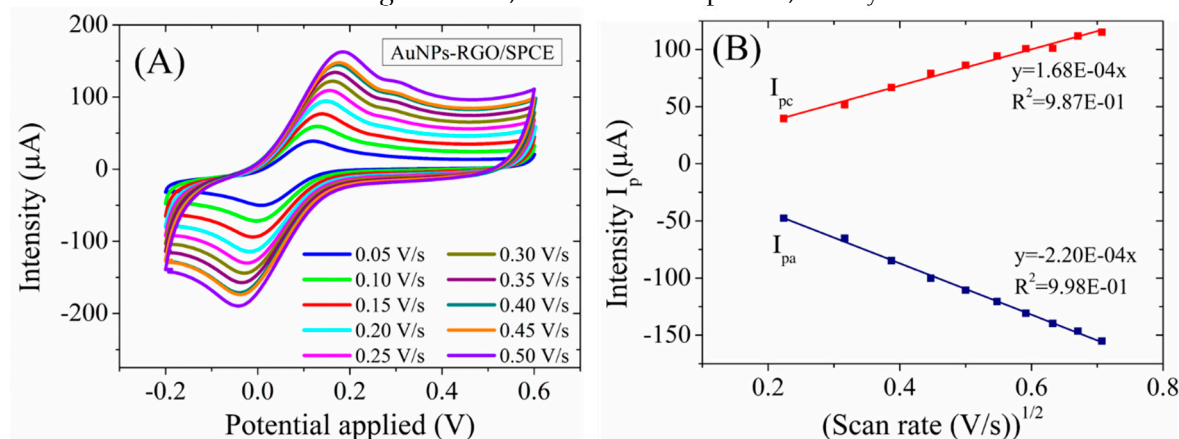 (A)
AuNPs-RGO/SPCE
200
100
0
-100
-200
Intensity (μA)
0.05 V/s
0.10 V/s
0.15 V/s
0.20 V/s
0.25 V/s
0.30 V/s
0.35 V/s
0.40 V/s
0.45 V/s
0.50 V/s
-0.2
0.0
0.2
0.4
0.6
Potential applied (V)
(B)
100
50
0
-50
-100
-150
Intensity Ip(μA)
Ipc
y=1.68E-04x
R²=9.87E-01
Ipa
y=-2.20E-04x
R²=9.98E-01
0.2
0.4
0.6
0.8
(Scan rate (V/s))¹/²